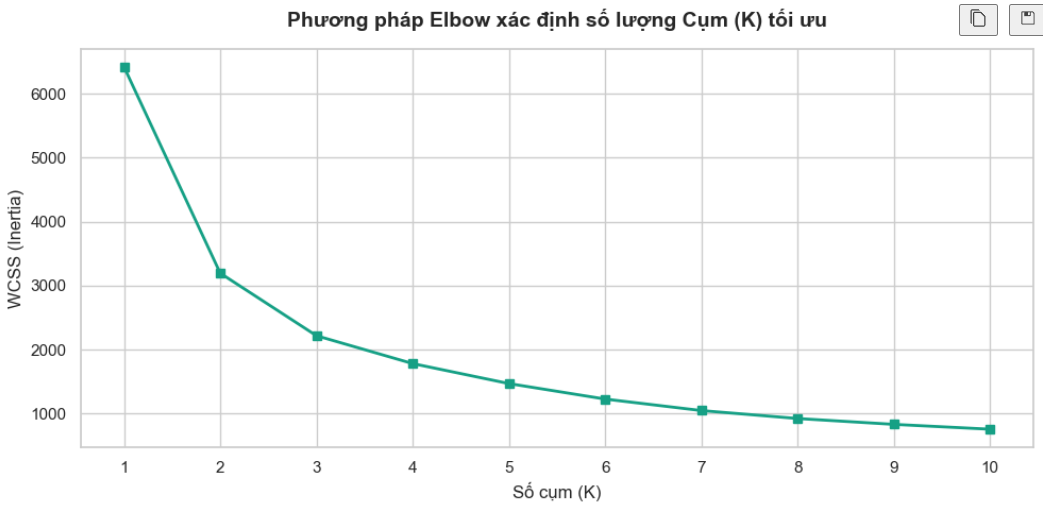 Phương pháp Elbow xác định số lượng Cụm (K) tối ưu
WCSS (Inertia)
6000
5000
4000
3000
2000
1000
1 2 3 4 5 6 7 8 9 10
Số cụm (K)